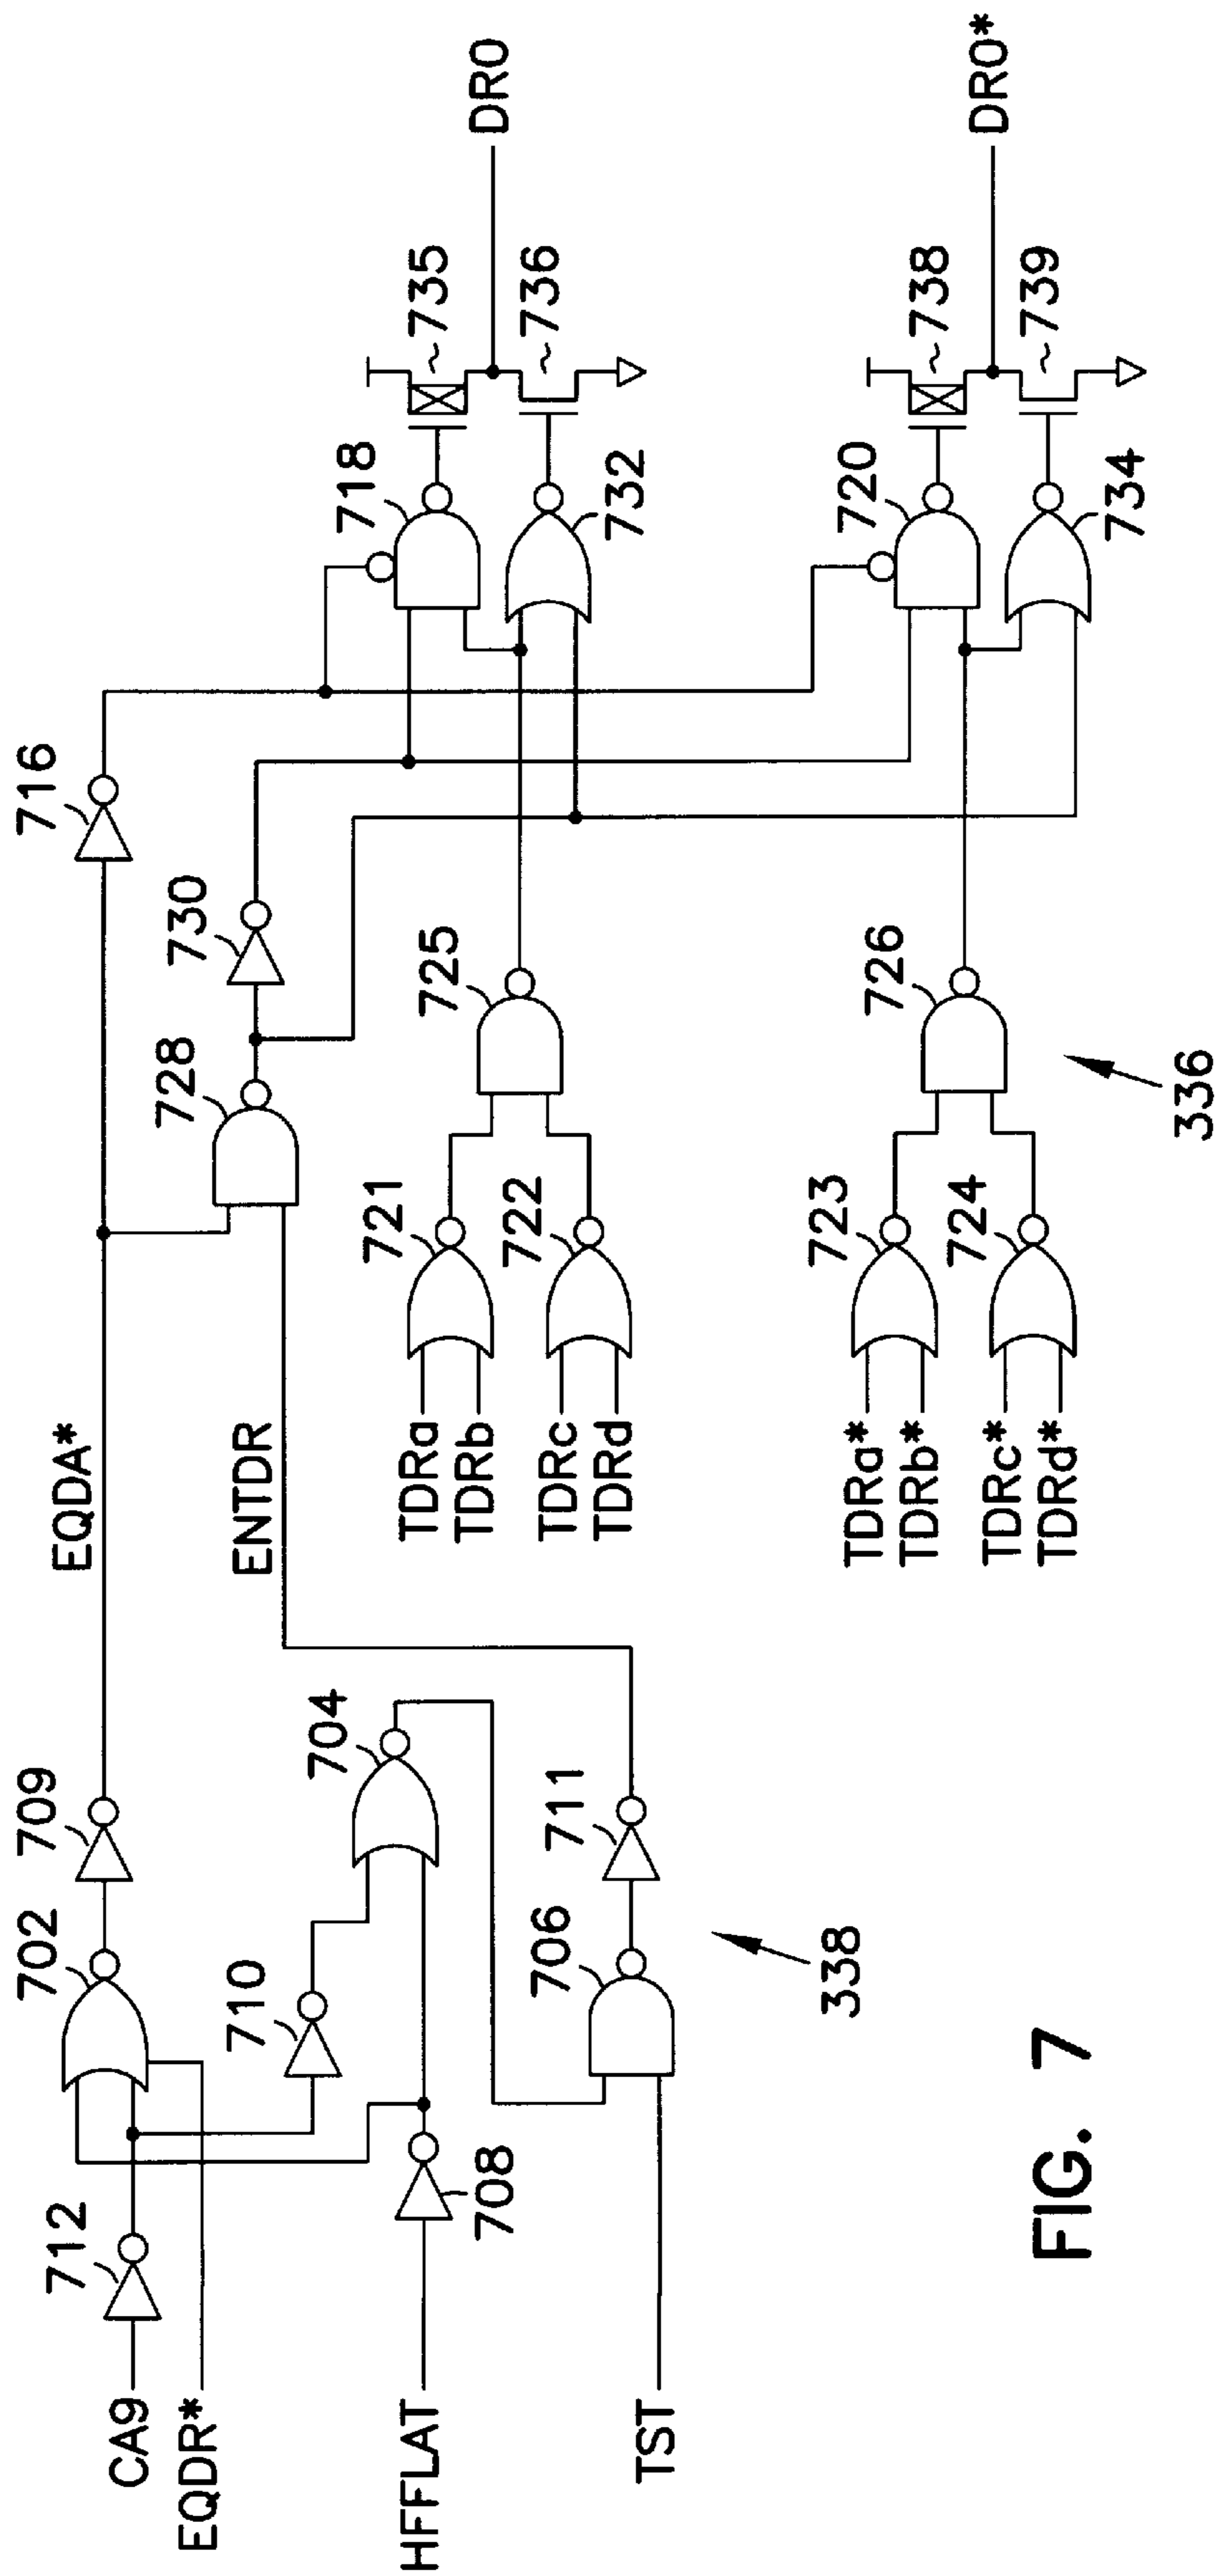 CA9
EQDR*
HFFLAT
TST
712
708
702
710
706
338
709
704
711
EQDA*
ENTDR
TDRa
TDRb
TDRc
TDRd
TDRa*
TDRb*
TDRc*
TDRd*
728
721
722
723
724
730
725
726
336
716
718
732
720
734
735
736
738
739
DR0
DR0*
FIG. 7